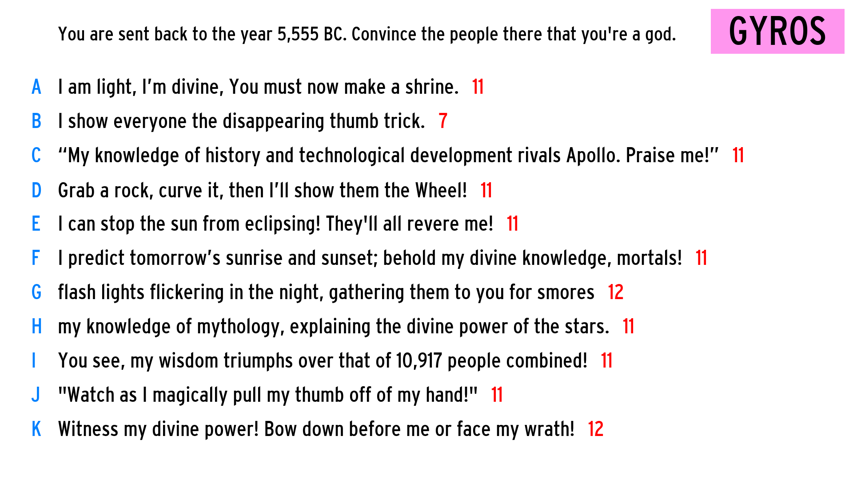 You are sent back to the year 5,555 BC. Convince the people there that you're a god.
GYROS
A I am light, I’m divine, You must now make a shrine. 11
B I show everyone the disappearing thumb trick. 7
C “My knowledge of history and technological development rivals Apollo. Praise me!” 11
D Grab a rock, curve it, then I’ll show them the Wheel! 11
E I can stop the sun from eclipsing! They'll all revere me! 11
F I predict tomorrow’s sunrise and sunset; behold my divine knowledge, mortals! 11
G flash lights flickering in the night, gathering them to you for smores 12
H my knowledge of mythology, explaining the divine power of the stars. 11
I You see, my wisdom triumphs over that of 10,917 people combined! 11
J "Watch as I magically pull my thumb off of my hand!" 11
K Witness my divine power! Bow down before me or face my wrath! 12